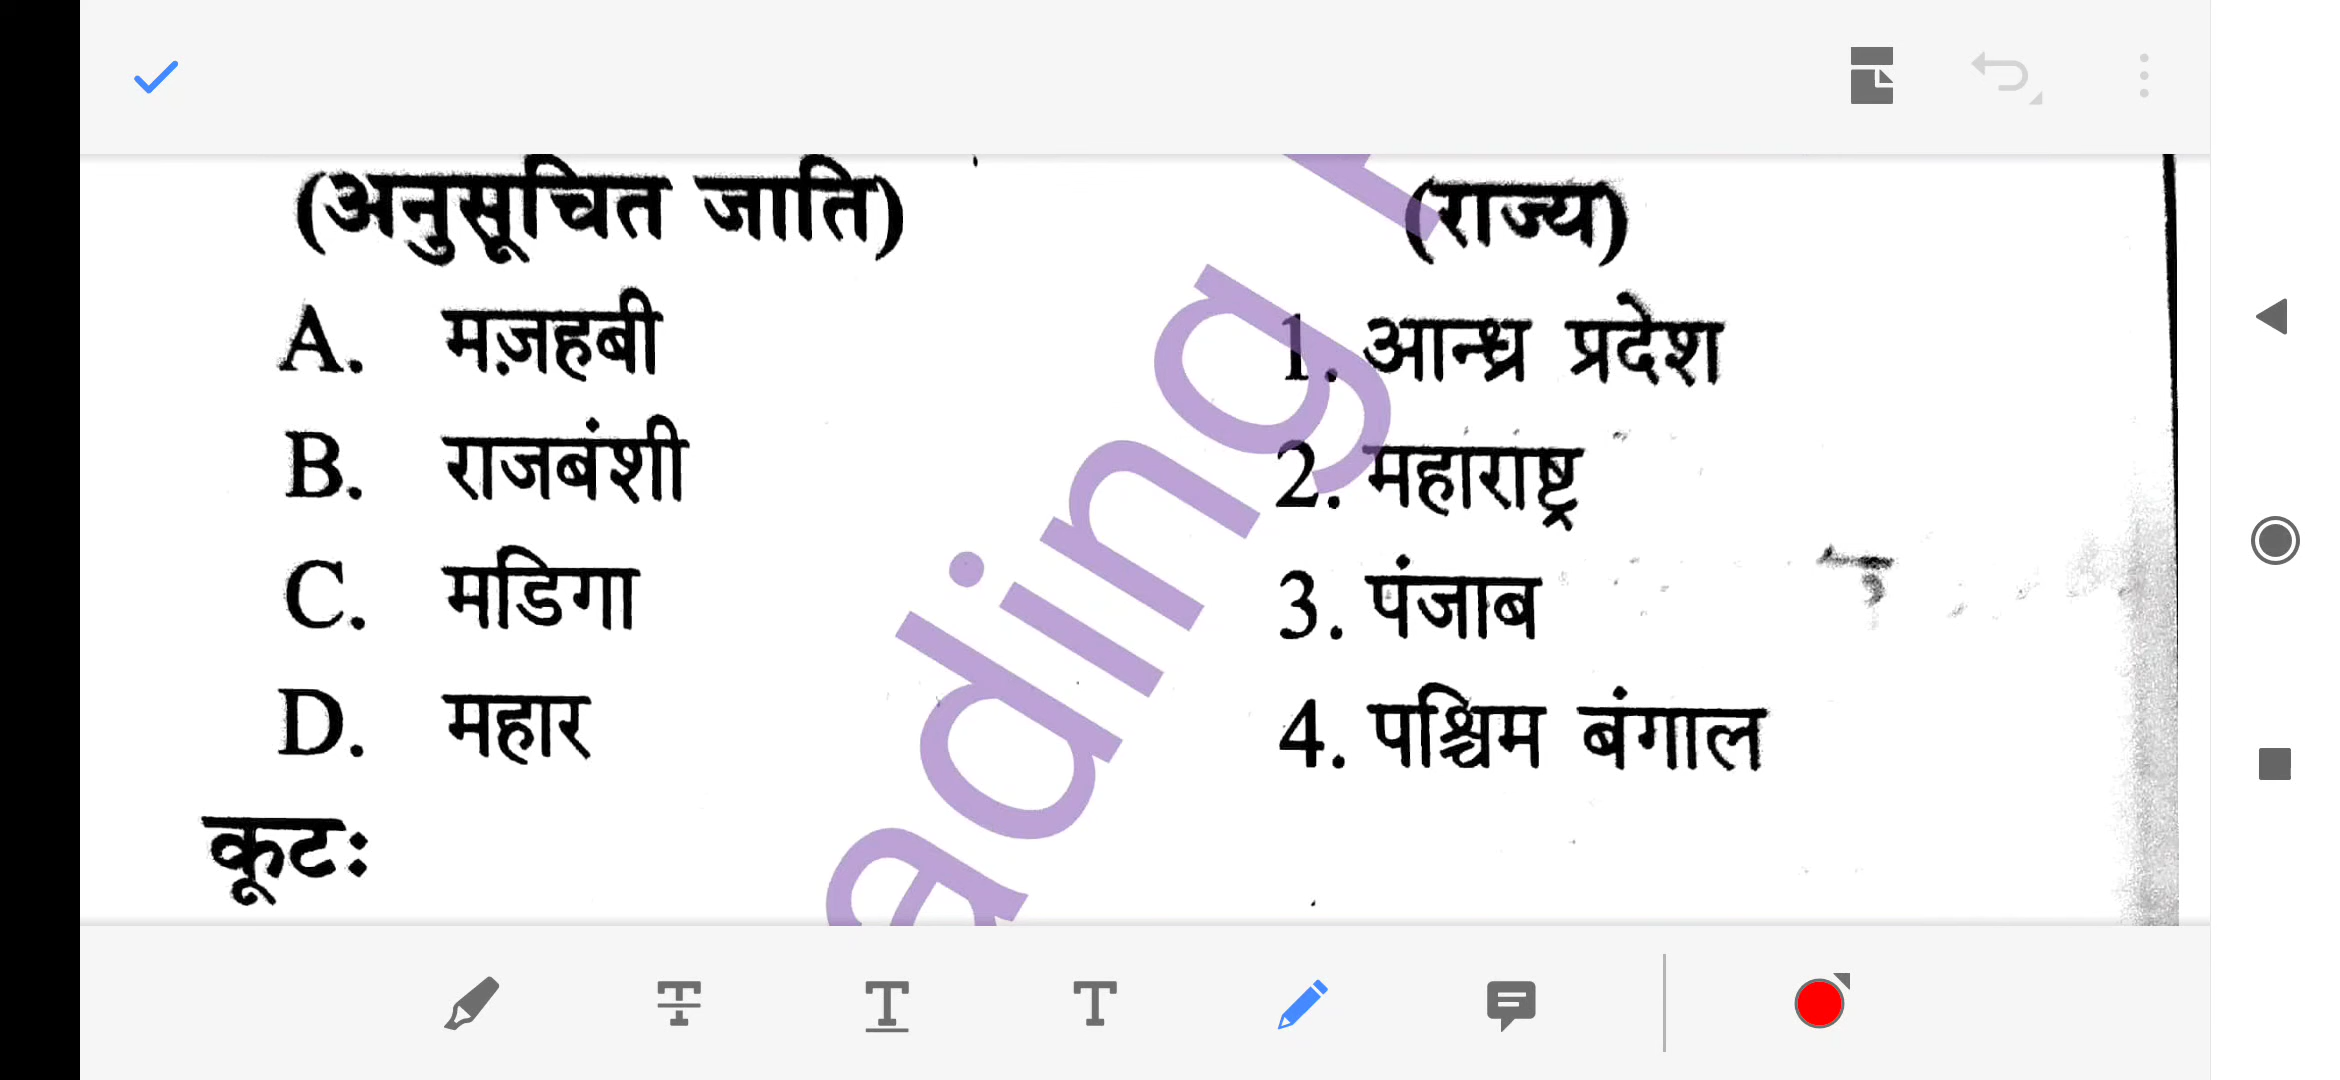 (अनुसूचित जाति) (राज्य)
A. मज़हबी 1. आन्ध्र प्रदेश
B. राजबंशी 2. महाराष्ट्र
C. मडिगा 3. पंजाब
D. महार 4. पश्चिम बंगाल
कूटः
ading